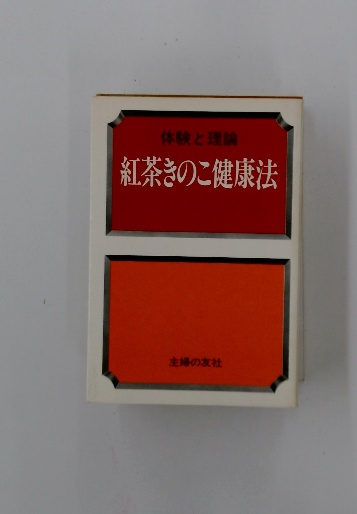 体験と理論
紅茶きのこ健康法
主婦の友社